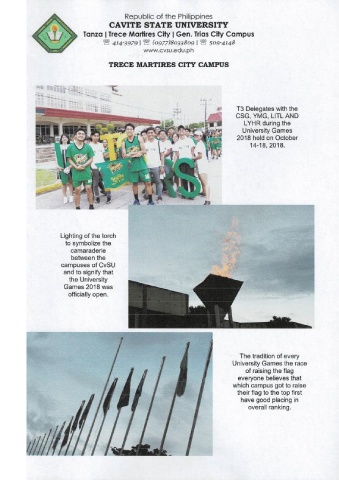 Republic of the Philippines
CAVITE STATE UNIVERSITY
Tanza | Trece Martires City | Gen. Trias City Campus
☏ 414-3979 | ☏ (0977)8033809 | ☏ 509-4148
www.cvsu.edu.ph
TRECE MARTIRES CITY CAMPUS
T3 Delegates with the
CSG, YMG, LITL AND
LYHR during the
University Games
2018 held on October
14-18, 2018.
Lighting of the torch
to symbolize the
camaraderie
between the
campuses of CvSU
and to signify that
the University
Games 2018 was
officially open.
The tradition of every
University Games the race
of raising the flag
everyone believes that
which campus got to raise
their flag to the top first
have good placing in
overall ranking.